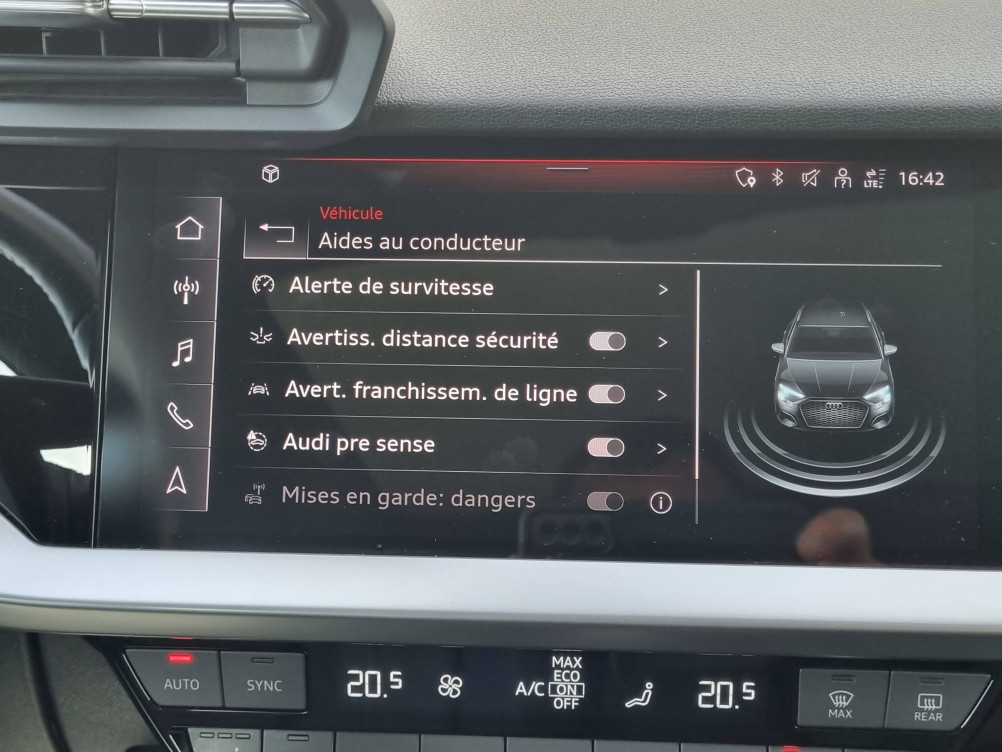 LTE 16:42
Véhicule
Aides au conducteur
Alerte de survitesse
Avertiss. distance sécurité
Avert. franchissem. de ligne
Audi pre sense
Mises en garde: dangers
MAX
ECO
AUTO SYNC 20.5 A/C ON 20.5
OFF
MAX REAR